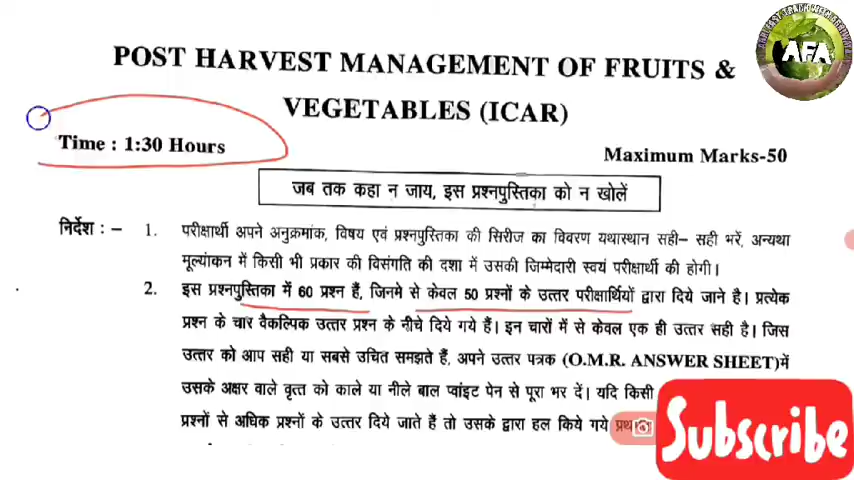 POST HARVEST MANAGEMENT OF FRUITS &
VEGETABLES (ICAR)
AFA
Time : 1:30 Hours
Maximum Marks-50
जब तक कहा न जाय, इस प्रश्नपुस्तिका को न खोलें
निर्देश : – 1. परीक्षार्थी अपने अनुक्रमांक, विषय एवं प्रश्नपुस्तिका की सिरीज का विवरण यथास्थान सही– सही भरें, अन्यथा
मूल्यांकन में किसी भी प्रकार की विसंगति की दशा में उसकी जिम्मेदारी स्वयं परीक्षार्थी की होगी।
2. इस प्रश्नपुस्तिका में 60 प्रश्न हैं, जिनमे से केवल 50 प्रश्नों के उत्तर परीक्षार्थियों द्वारा दिये जाने है। प्रत्येक
प्रश्न के चार वैकल्पिक उत्तर प्रश्न के नीचे दिये गये हैं। इन चारों में से केवल एक ही उत्तर सही है। जिस
उत्तर को आप सही या सबसे उचित समझते हैं, अपने उत्तर पत्रक (O.M.R. ANSWER SHEET)में
उसके अक्षर वाले वृत्त को काले या नीले बाल प्वांइट पेन से पूरा भर दें। यदि किसी
प्रश्नों से अधिक प्रश्नों के उत्तर दिये जाते हैं तो उसके द्वारा हल किये गये
Subscribe